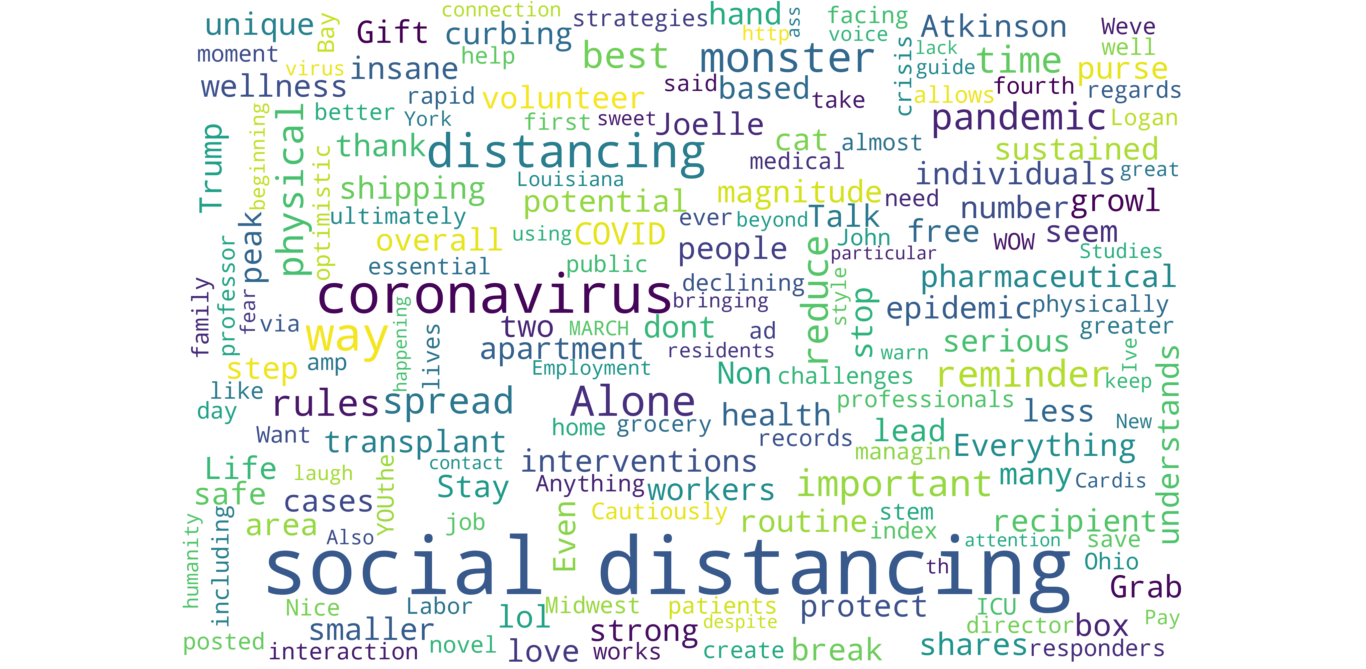 connection strategies hand ass facing
unique Bay Gift curbing http voice Atkinson Weve
moment help best monster crisis lack time well
virus insane guide purse
wellness rapid volunteer said based take allows fourth regards
better York first sweet Joelle cat almost pandemic Logan
Trump beginning physical thank distancing medical sustained
optimistic shipping Louisiana magnitude need individuals great
ultimately potential ever beyond Talk number growl
peak overall using COVID people John free wow seem
professor essential public declining reduce particular Studies
family fear coronavirus bringing style stop pharmaceutical
via way happening lives two MARCH dont ad epidemic physically
step amp apartment residents warn serious greater
like Employment Non challenges reminder Ive keep
day rules spread Alone health professionals less New understands
Want transplant home grocery records lead Everything
Life laugh contact interventions managin many Cardis
safe cases YOUthe Stay Anything workers important
area Also job Even Cautiously routine stem index recipient
humanity including attention save
social distancing th Ohio
Nice Labor lol Midwest patients protect ICU Grab
posted smaller novel strong despite director box Pay
interaction love works create break shares responders